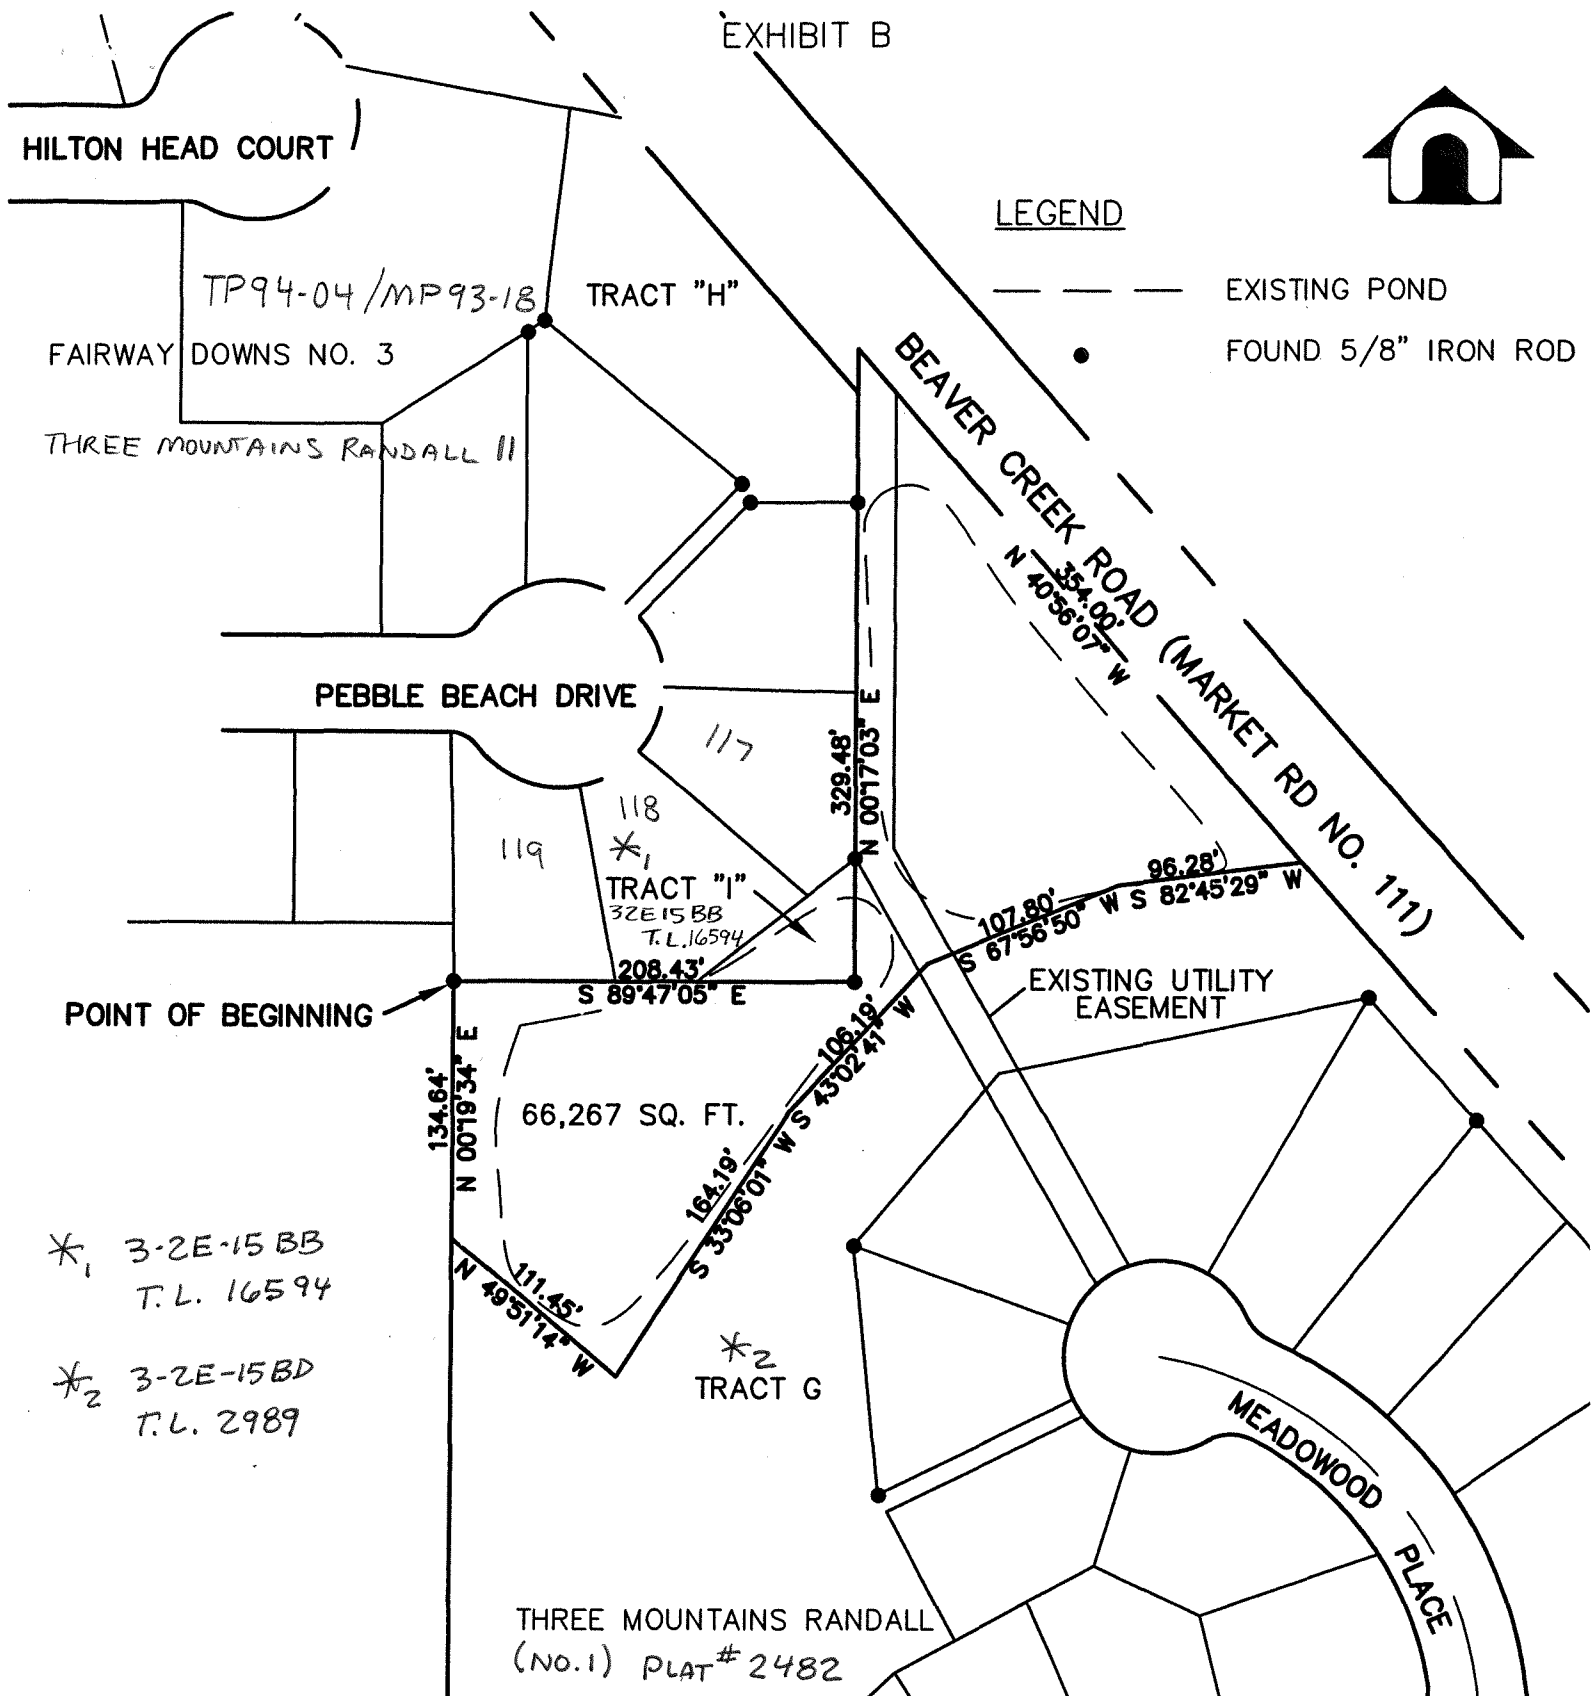 EXHIBIT B
HILTON HEAD COURT
LEGEND
TP94-04/MP93-18
TRACT "H"
EXISTING POND
FAIRWAY DOWNS NO. 3
FOUND 5/8" IRON ROD
THREE MOUNTAINS RANDALL II
BEAVER CREEK ROAD (MARKET RD NO. 111)
354.00'
N 40°56'07" W
PEBBLE BEACH DRIVE
117
329.48'
N 00°17'03" E
118
119
*1
TRACT "I"
32E15BB
T.L.16594
96.28'
S 82°45'29" W
107.80'
S 67°56'50" W
208.43'
S 89°47'05" E
EXISTING UTILITY
EASEMENT
POINT OF BEGINNING
106.19'
S 43°02'41" W
134.64'
N 00°19'34" E
66,267 SQ. FT.
164.19'
S 33°06'01" W
*1 3-2E-15BB
T.L. 16594
111.45'
N 49°51'14" W
*2
TRACT G
*2 3-2E-15BD
T.L. 2989
MEADOWOOD PLACE
THREE MOUNTAINS RANDALL
(NO.1) PLAT# 2482